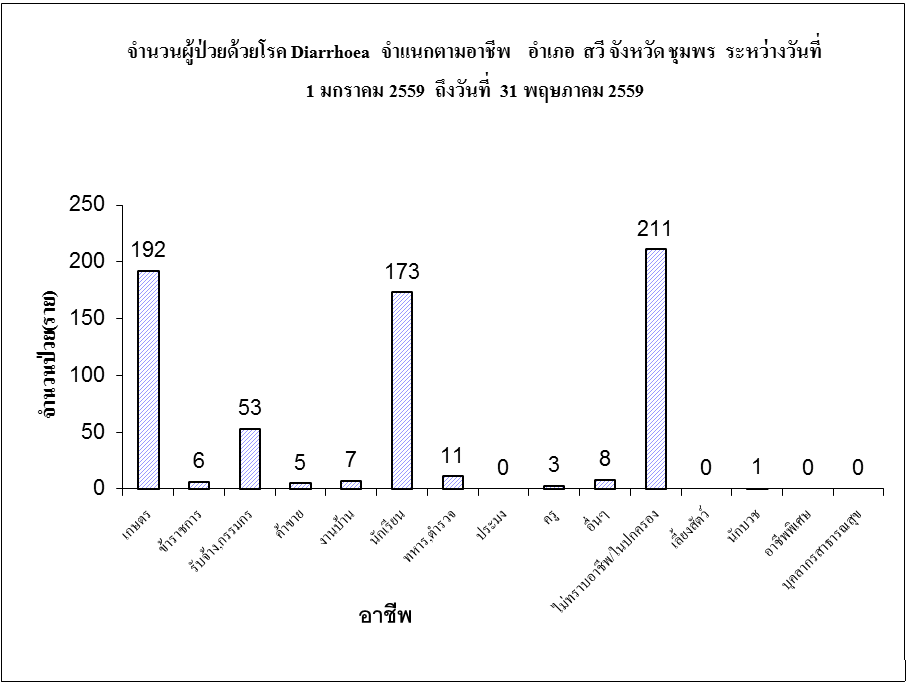 จำนวนผู้ป่วยด้วยโรค Diarrhoea จำแนกตามอาชีพ อำเภอ สวี จังหวัด ชุมพร ระหว่างวันที่
1 มกราคม 2559 ถึงวันที่ 31 พฤษภาคม 2559
จำนวนป่วย(ราย)
250
200
150
100
50
0
192
6
53
5
7
173
11
0
3
8
211
0
1
0
0
เกษตร
ข้าราชการ
รับจ้าง,กรรมกร
ค้าขาย
งานบ้าน
นักเรียน
ทหาร,ตำรวจ
ประมง
ครู
อื่นๆ
ไม่ทราบอาชีพ/ในปกครอง
เลี้ยงสัตว์
นักบวช
อาชีพพิเศษ
บุคลากรสาธารณสุข
อาชีพ